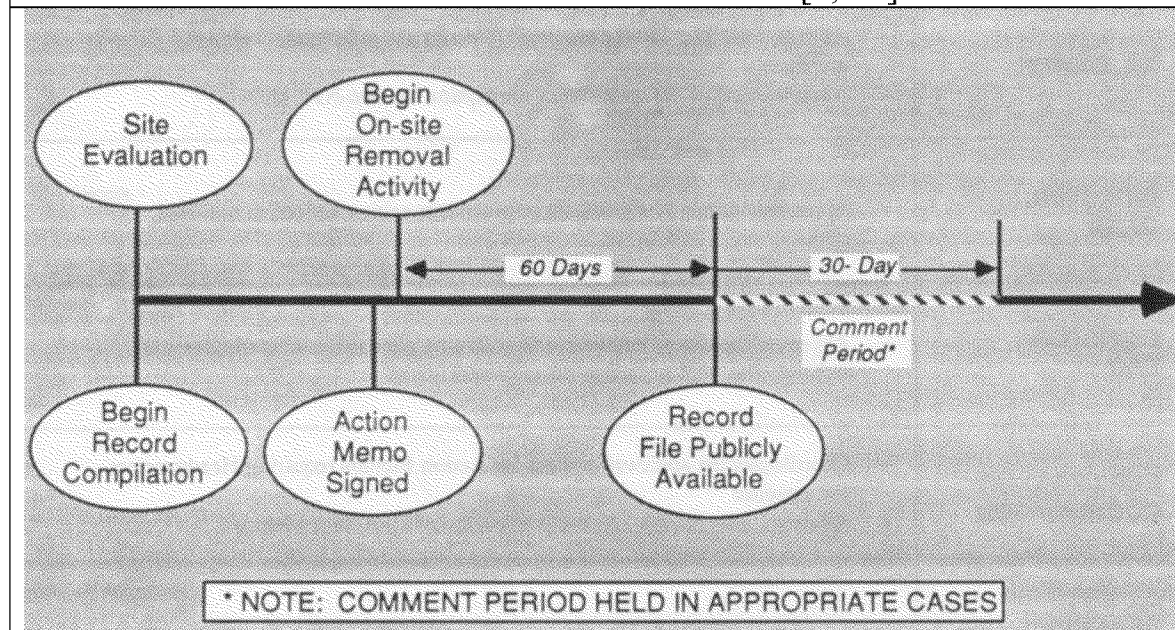 Site
Evaluation
Begin
On-site
Removal
Activity
60 Days
30- Day
Comment
Period*
Begin
Record
Compilation
Action
Memo
Signed
Record
File Publicly
Available
* NOTE: COMMENT PERIOD HELD IN APPROPRIATE CASES